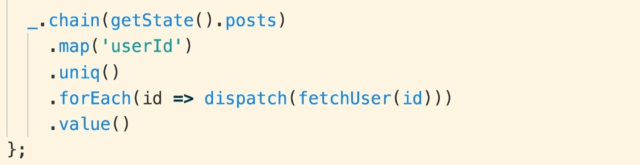 _.chain(getState().posts)
.map('userId')
.uniq()
.forEach(id => dispatch(fetchUser(id)))
.value()
};